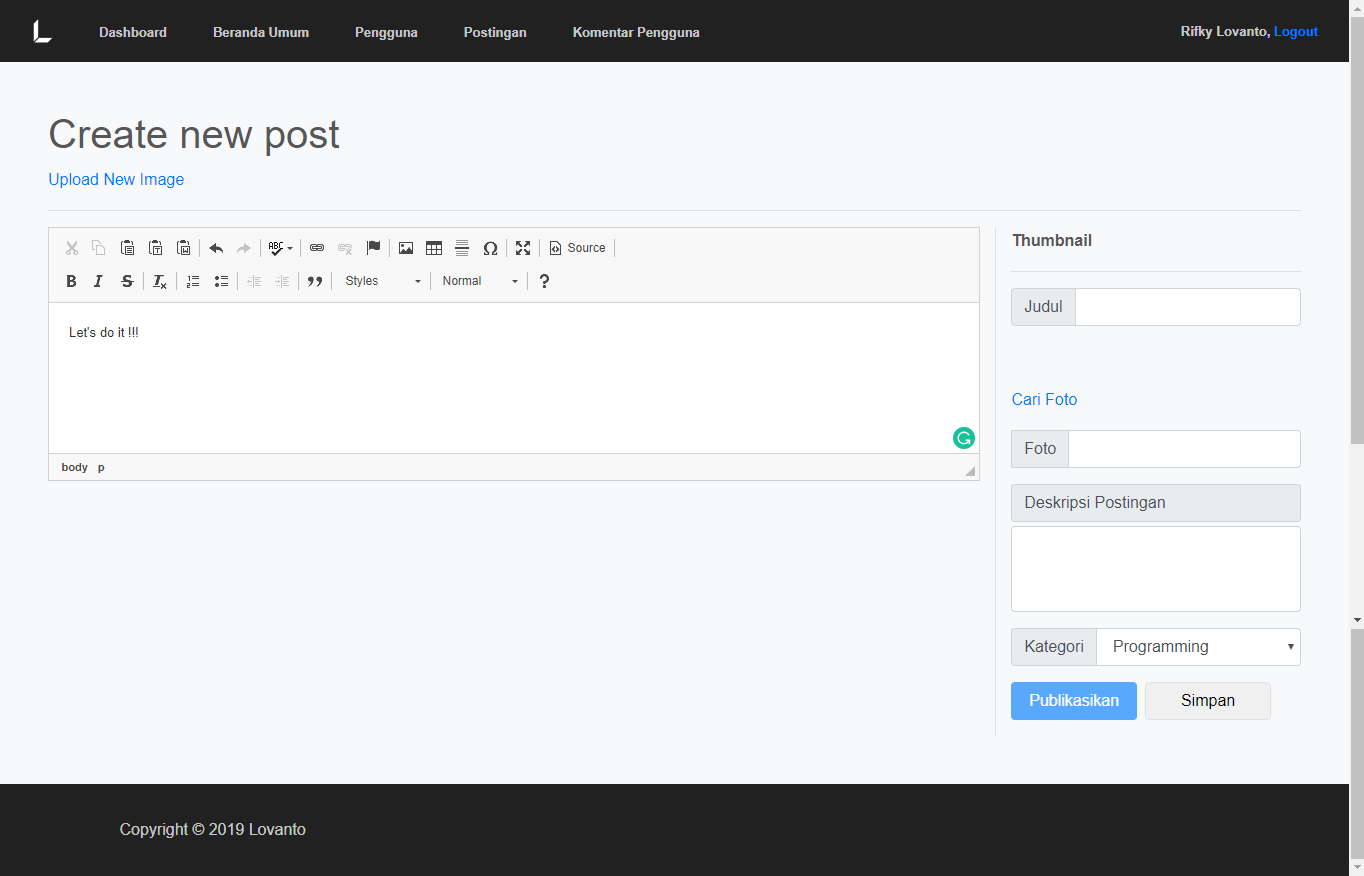 Dashboard Beranda Umum Pengguna Postingan Komentar Pengguna Rifky Lovanto, Logout
Create new post
Upload New Image
ABC Source
B I S Styles Normal ?
Let's do it !!!
body p
Thumbnail
Judul
Cari Foto
Foto
Deskripsi Postingan
Kategori Programming
Publikasikan Simpan
Copyright © 2019 Lovanto